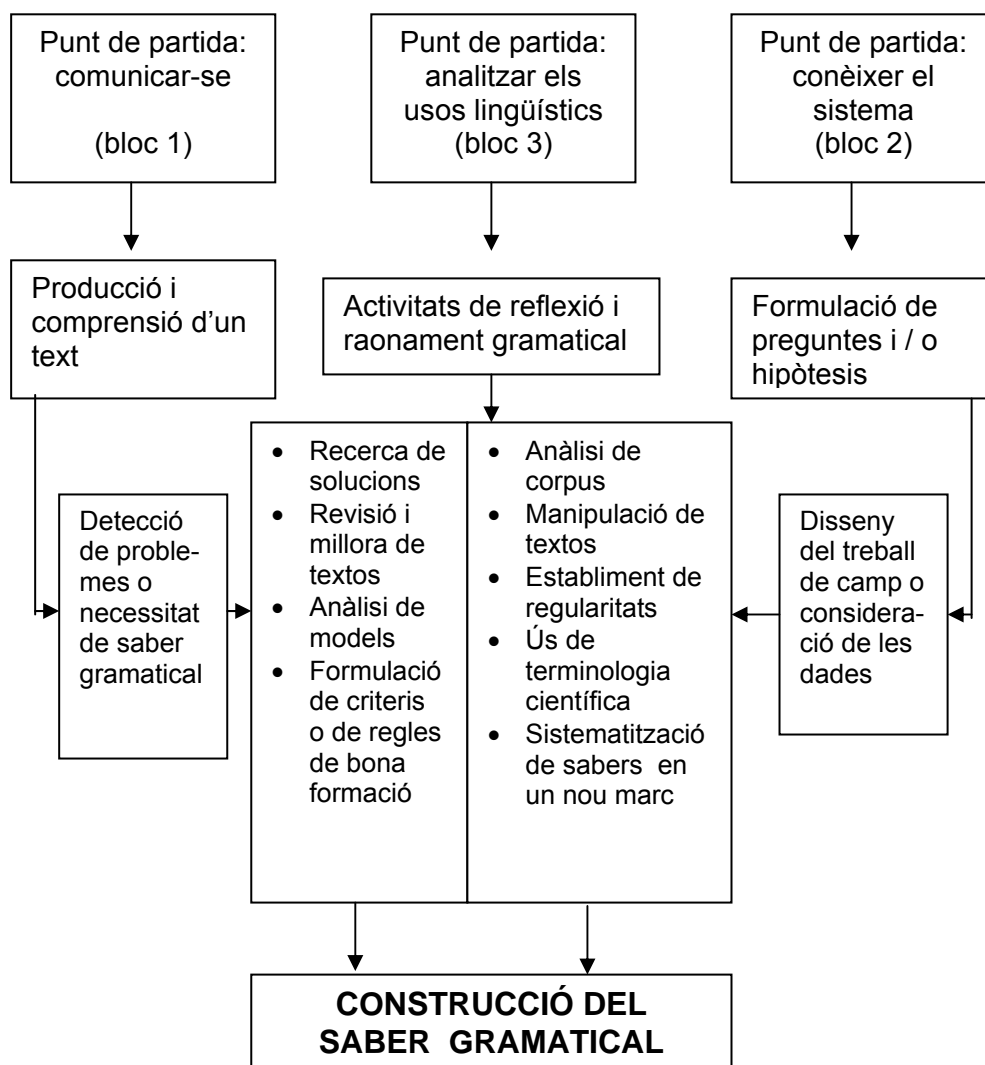 Punt de partida:
comunicar-se
(bloc 1)
Punt de partida:
analitzar els
usos lingüístics
(bloc 3)
Punt de partida:
conèixer el
sistema
(bloc 2)
Producció i
comprensió d’un
text
Activitats de reflexió i
raonament gramatical
Formulació de
preguntes i / o
hipòtesis
Detecció
de proble-
mes o
necessitat
de saber
gramatical
• Recerca de
solucions
• Revisió i
millora de
textos
• Anàlisi de
models
• Formulació
de criteris
o de regles
de bona
formació
• Anàlisi de
corpus
• Manipulació de
textos
• Establiment de
regularitats
• Ús de
terminologia
científica
• Sistematització
de sabers en
un nou marc
Disseny
del treball
de camp o
considera-
ció de les
dades
CONSTRUCCIÓ DEL
SABER GRAMATICAL